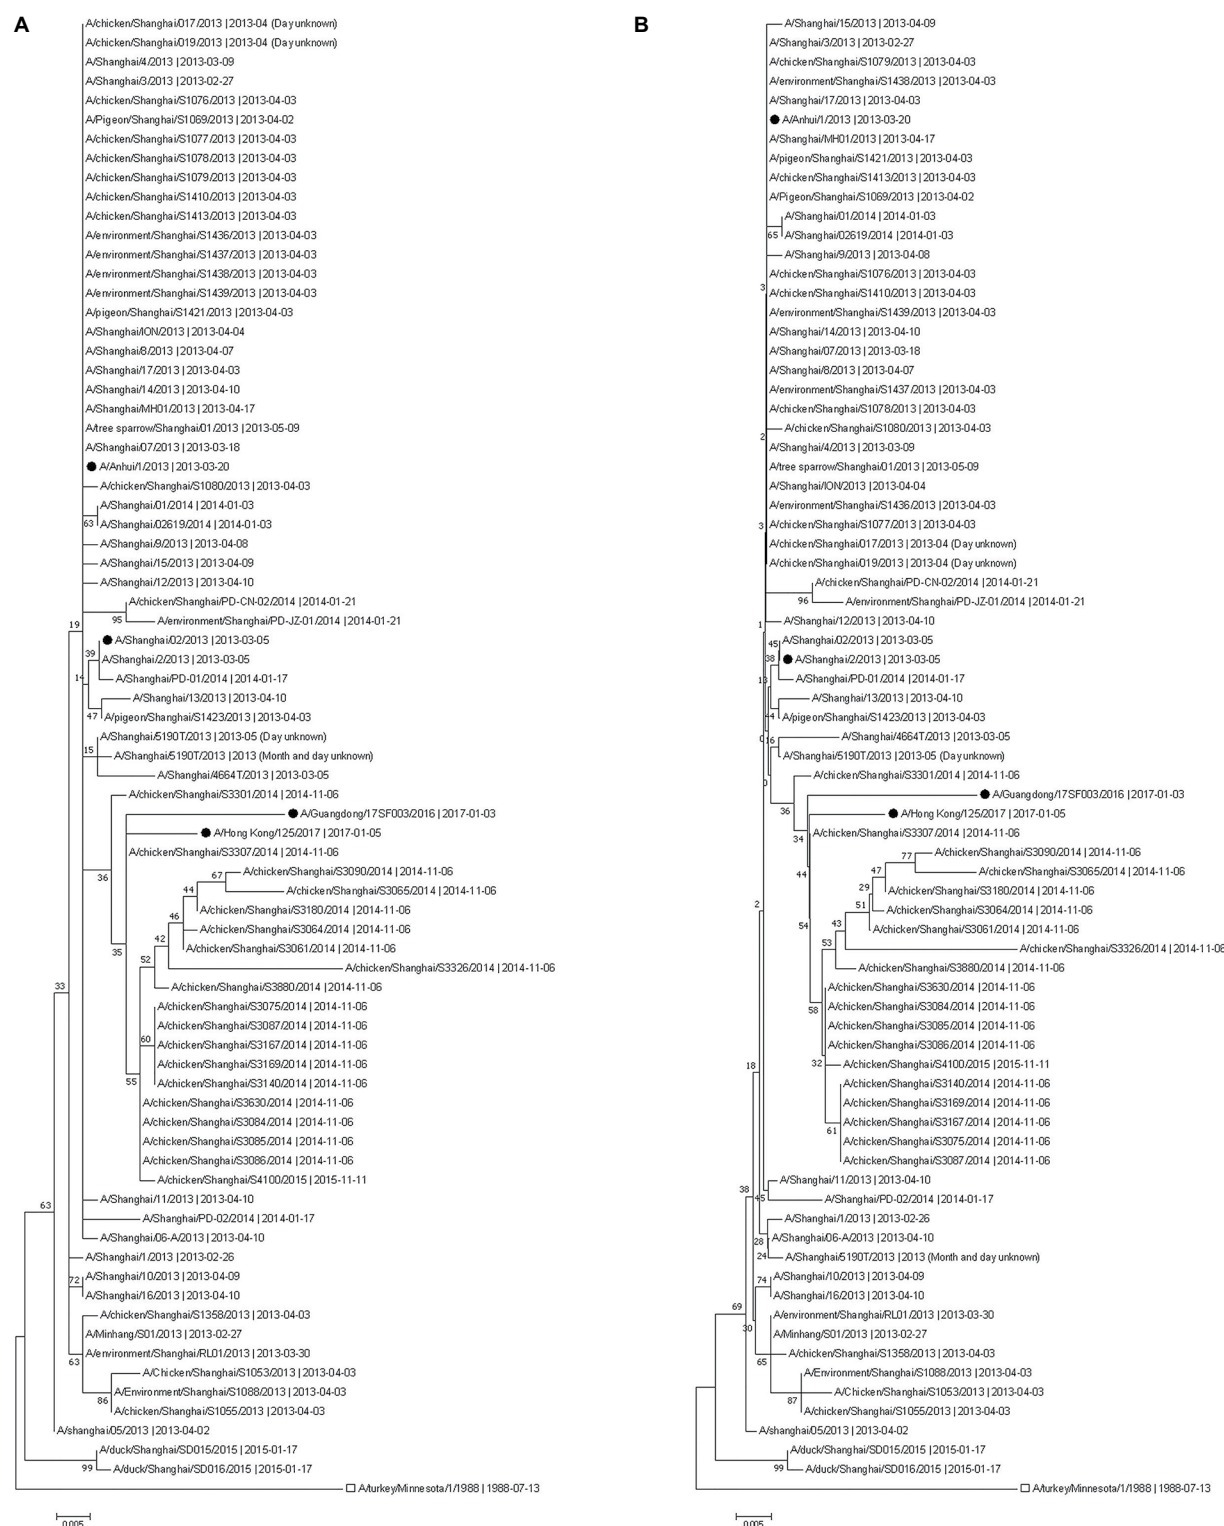 A
A/chicken/Shanghai/017/2013 | 2013-04 (Day unknown)
A/chicken/Shanghai/019/2013 | 2013-04 (Day unknown)
A/Shanghai/4/2013 | 2013-03-09
A/Shanghai/3/2013 | 2013-02-27
A/chicken/Shanghai/S1076/2013 | 2013-04-03
A/Pigeon/Shanghai/S1069/2013 | 2013-04-02
A/chicken/Shanghai/S1077/2013 | 2013-04-03
A/chicken/Shanghai/S1078/2013 | 2013-04-03
A/chicken/Shanghai/S1079/2013 | 2013-04-03
A/chicken/Shanghai/S1410/2013 | 2013-04-03
A/chicken/Shanghai/S1413/2013 | 2013-04-03
A/environment/Shanghai/S1436/2013 | 2013-04-03
A/environment/Shanghai/S1437/2013 | 2013-04-03
A/environment/Shanghai/S1438/2013 | 2013-04-03
A/environment/Shanghai/S1439/2013 | 2013-04-03
A/pigeon/Shanghai/S1421/2013 | 2013-04-03
A/Shanghai/ION/2013 | 2013-04-04
A/Shanghai/8/2013 | 2013-04-07
A/Shanghai/17/2013 | 2013-04-03
A/Shanghai/14/2013 | 2013-04-10
A/Shanghai/MH01/2013 | 2013-04-17
A/tree sparrow/Shanghai/01/2013 | 2013-05-09
A/Shanghai/07/2013 | 2013-03-18
A/Anhui/1/2013 | 2013-03-20
A/chicken/Shanghai/S1080/2013 | 2013-04-03
A/Shanghai/01/2014 | 2014-01-03
63
A/Shanghai/02619/2014 | 2014-01-03
A/Shanghai/9/2013 | 2013-04-08
A/Shanghai/15/2013 | 2013-04-09
A/Shanghai/12/2013 | 2013-04-10
A/chicken/Shanghai/PD-CN-02/2014 | 2014-01-21
95
A/environment/Shanghai/PD-JZ-01/2014 | 2014-01-21
19
A/Shanghai/02/2013 | 2013-03-05
39
A/Shanghai/2/2013 | 2013-03-05
14
A/Shanghai/PD-01/2014 | 2014-01-17
A/Shanghai/13/2013 | 2013-04-10
47
A/pigeon/Shanghai/S1423/2013 | 2013-04-03
A/Shanghai/5190T/2013 | 2013-05 (Day unknown)
15
A/Shanghai/5190T/2013 | 2013 (Month and day unknown)
A/Shanghai/4664T/2013 | 2013-03-05
A/chicken/Shanghai/S3301/2014 | 2014-11-06
A/Guangdong/17SF003/2016 | 2017-01-03
A/Hong Kong/125/2017 | 2017-01-05
A/chicken/Shanghai/S3307/2014 | 2014-11-06
36
A/chicken/Shanghai/S3090/2014 | 2014-11-06
67
A/chicken/Shanghai/S3065/2014 | 2014-11-06
44
A/chicken/Shanghai/S3180/2014 | 2014-11-06
46
A/chicken/Shanghai/S3064/2014 | 2014-11-06
42
A/chicken/Shanghai/S3061/2014 | 2014-11-06
35
52
A/chicken/Shanghai/S3326/2014 | 2014-11-06
A/chicken/Shanghai/S3880/2014 | 2014-11-06
33
A/chicken/Shanghai/S3075/2014 | 2014-11-06
A/chicken/Shanghai/S3087/2014 | 2014-11-06
60
A/chicken/Shanghai/S3167/2014 | 2014-11-06
A/chicken/Shanghai/S3169/2014 | 2014-11-06
55
A/chicken/Shanghai/S3140/2014 | 2014-11-06
A/chicken/Shanghai/S3630/2014 | 2014-11-06
A/chicken/Shanghai/S3084/2014 | 2014-11-06
A/chicken/Shanghai/S3085/2014 | 2014-11-06
A/chicken/Shanghai/S3086/2014 | 2014-11-06
A/chicken/Shanghai/S4100/2015 | 2015-11-11
A/Shanghai/11/2013 | 2013-04-10
63
A/Shanghai/PD-02/2014 | 2014-01-17
A/Shanghai/06-A/2013 | 2013-04-10
A/Shanghai/1/2013 | 2013-02-26
72
A/Shanghai/10/2013 | 2013-04-09
A/Shanghai/16/2013 | 2013-04-10
A/chicken/Shanghai/S1358/2013 | 2013-04-03
A/Minhang/S01/2013 | 2013-02-27
A/environment/Shanghai/RL01/2013 | 2013-03-30
63
A/Chicken/Shanghai/S1053/2013 | 2013-04-03
A/Environment/Shanghai/S1088/2013 | 2013-04-03
86
A/chicken/Shanghai/S1055/2013 | 2013-04-03
A/shanghai/05/2013 | 2013-04-02
A/duck/Shanghai/SD015/2015 | 2015-01-17
99
A/duck/Shanghai/SD016/2015 | 2015-01-17
A/turkey/Minnesota/1/1988 | 1988-07-13
0.005
B
A/Shanghai/15/2013 | 2013-04-09
A/Shanghai/3/2013 | 2013-02-27
A/chicken/Shanghai/S1079/2013 | 2013-04-03
A/environment/Shanghai/S1438/2013 | 2013-04-03
A/Shanghai/17/2013 | 2013-04-03
A/Anhui/1/2013 | 2013-03-20
A/Shanghai/MH01/2013 | 2013-04-17
A/pigeon/Shanghai/S1421/2013 | 2013-04-03
A/chicken/Shanghai/S1413/2013 | 2013-04-03
A/Pigeon/Shanghai/S1069/2013 | 2013-04-02
A/Shanghai/01/2014 | 2014-01-03
65
A/Shanghai/02619/2014 | 2014-01-03
A/Shanghai/9/2013 | 2013-04-08
A/chicken/Shanghai/S1076/2013 | 2013-04-03
3
A/chicken/Shanghai/S1410/2013 | 2013-04-03
A/environment/Shanghai/S1439/2013 | 2013-04-03
A/Shanghai/14/2013 | 2013-04-10
A/Shanghai/07/2013 | 2013-03-18
A/Shanghai/8/2013 | 2013-04-07
A/environment/Shanghai/S1437/2013 | 2013-04-03
A/chicken/Shanghai/S1078/2013 | 2013-04-03
A/chicken/Shanghai/S1080/2013 | 2013-04-03
2
A/Shanghai/4/2013 | 2013-03-09
A/tree sparrow/Shanghai/01/2013 | 2013-05-09
A/Shanghai/ION/2013 | 2013-04-04
A/environment/Shanghai/S1436/2013 | 2013-04-03
3
A/chicken/Shanghai/S1077/2013 | 2013-04-03
A/chicken/Shanghai/017/2013 | 2013-04 (Day unknown)
A/chicken/Shanghai/019/2013 | 2013-04 (Day unknown)
A/chicken/Shanghai/PD-CN-02/2014 | 2014-01-21
96
A/environment/Shanghai/PD-JZ-01/2014 | 2014-01-21
1
A/Shanghai/12/2013 | 2013-04-10
45
A/Shanghai/02/2013 | 2013-03-05
38
A/Shanghai/2/2013 | 2013-03-05
13
A/Shanghai/PD-01/2014 | 2014-01-17
A/Shanghai/13/2013 | 2013-04-10
44
A/pigeon/Shanghai/S1423/2013 | 2013-04-03
0
16
A/Shanghai/4664T/2013 | 2013-03-05
A/Shanghai/5190T/2013 | 2013-05 (Day unknown)
0
A/chicken/Shanghai/S3301/2014 | 2014-11-06
A/Guangdong/17SF003/2016 | 2017-01-03
36
A/Hong Kong/125/2017 | 2017-01-05
34
A/chicken/Shanghai/S3307/2014 | 2014-11-06
77
A/chicken/Shanghai/S3090/2014 | 2014-11-06
44
47
A/chicken/Shanghai/S3065/2014 | 2014-11-06
29
A/chicken/Shanghai/S3180/2014 | 2014-11-06
2
51
A/chicken/Shanghai/S3064/2014 | 2014-11-06
54
43
A/chicken/Shanghai/S3061/2014 | 2014-11-06
53
A/chicken/Shanghai/S3326/2014 | 2014-11-06
A/chicken/Shanghai/S3880/2014 | 2014-11-06
A/chicken/Shanghai/S3630/2014 | 2014-11-06
58
A/chicken/Shanghai/S3084/2014 | 2014-11-06
A/chicken/Shanghai/S3085/2014 | 2014-11-06
A/chicken/Shanghai/S3086/2014 | 2014-11-06
18
32
A/chicken/Shanghai/S4100/2015 | 2015-11-11
A/chicken/Shanghai/S3140/2014 | 2014-11-06
A/chicken/Shanghai/S3169/2014 | 2014-11-06
61
A/chicken/Shanghai/S3167/2014 | 2014-11-06
A/chicken/Shanghai/S3075/2014 | 2014-11-06
A/chicken/Shanghai/S3087/2014 | 2014-11-06
A/Shanghai/11/2013 | 2013-04-10
38
45
A/Shanghai/PD-02/2014 | 2014-01-17
A/Shanghai/1/2013 | 2013-02-26
28
A/Shanghai/06-A/2013 | 2013-04-10
24
A/Shanghai/5190T/2013 | 2013 (Month and day unknown)
74
A/Shanghai/10/2013 | 2013-04-09
A/Shanghai/16/2013 | 2013-04-10
69
A/environment/Shanghai/RL01/2013 | 2013-03-30
30
A/Minhang/S01/2013 | 2013-02-27
A/chicken/Shanghai/S1358/2013 | 2013-04-03
65
A/Environment/Shanghai/S1088/2013 | 2013-04-03
A/Chicken/Shanghai/S1053/2013 | 2013-04-03
87
A/chicken/Shanghai/S1055/2013 | 2013-04-03
A/shanghai/05/2013 | 2013-04-02
A/duck/Shanghai/SD015/2015 | 2015-01-17
99
A/duck/Shanghai/SD016/2015 | 2015-01-17
A/turkey/Minnesota/1/1988 | 1988-07-13
0.005